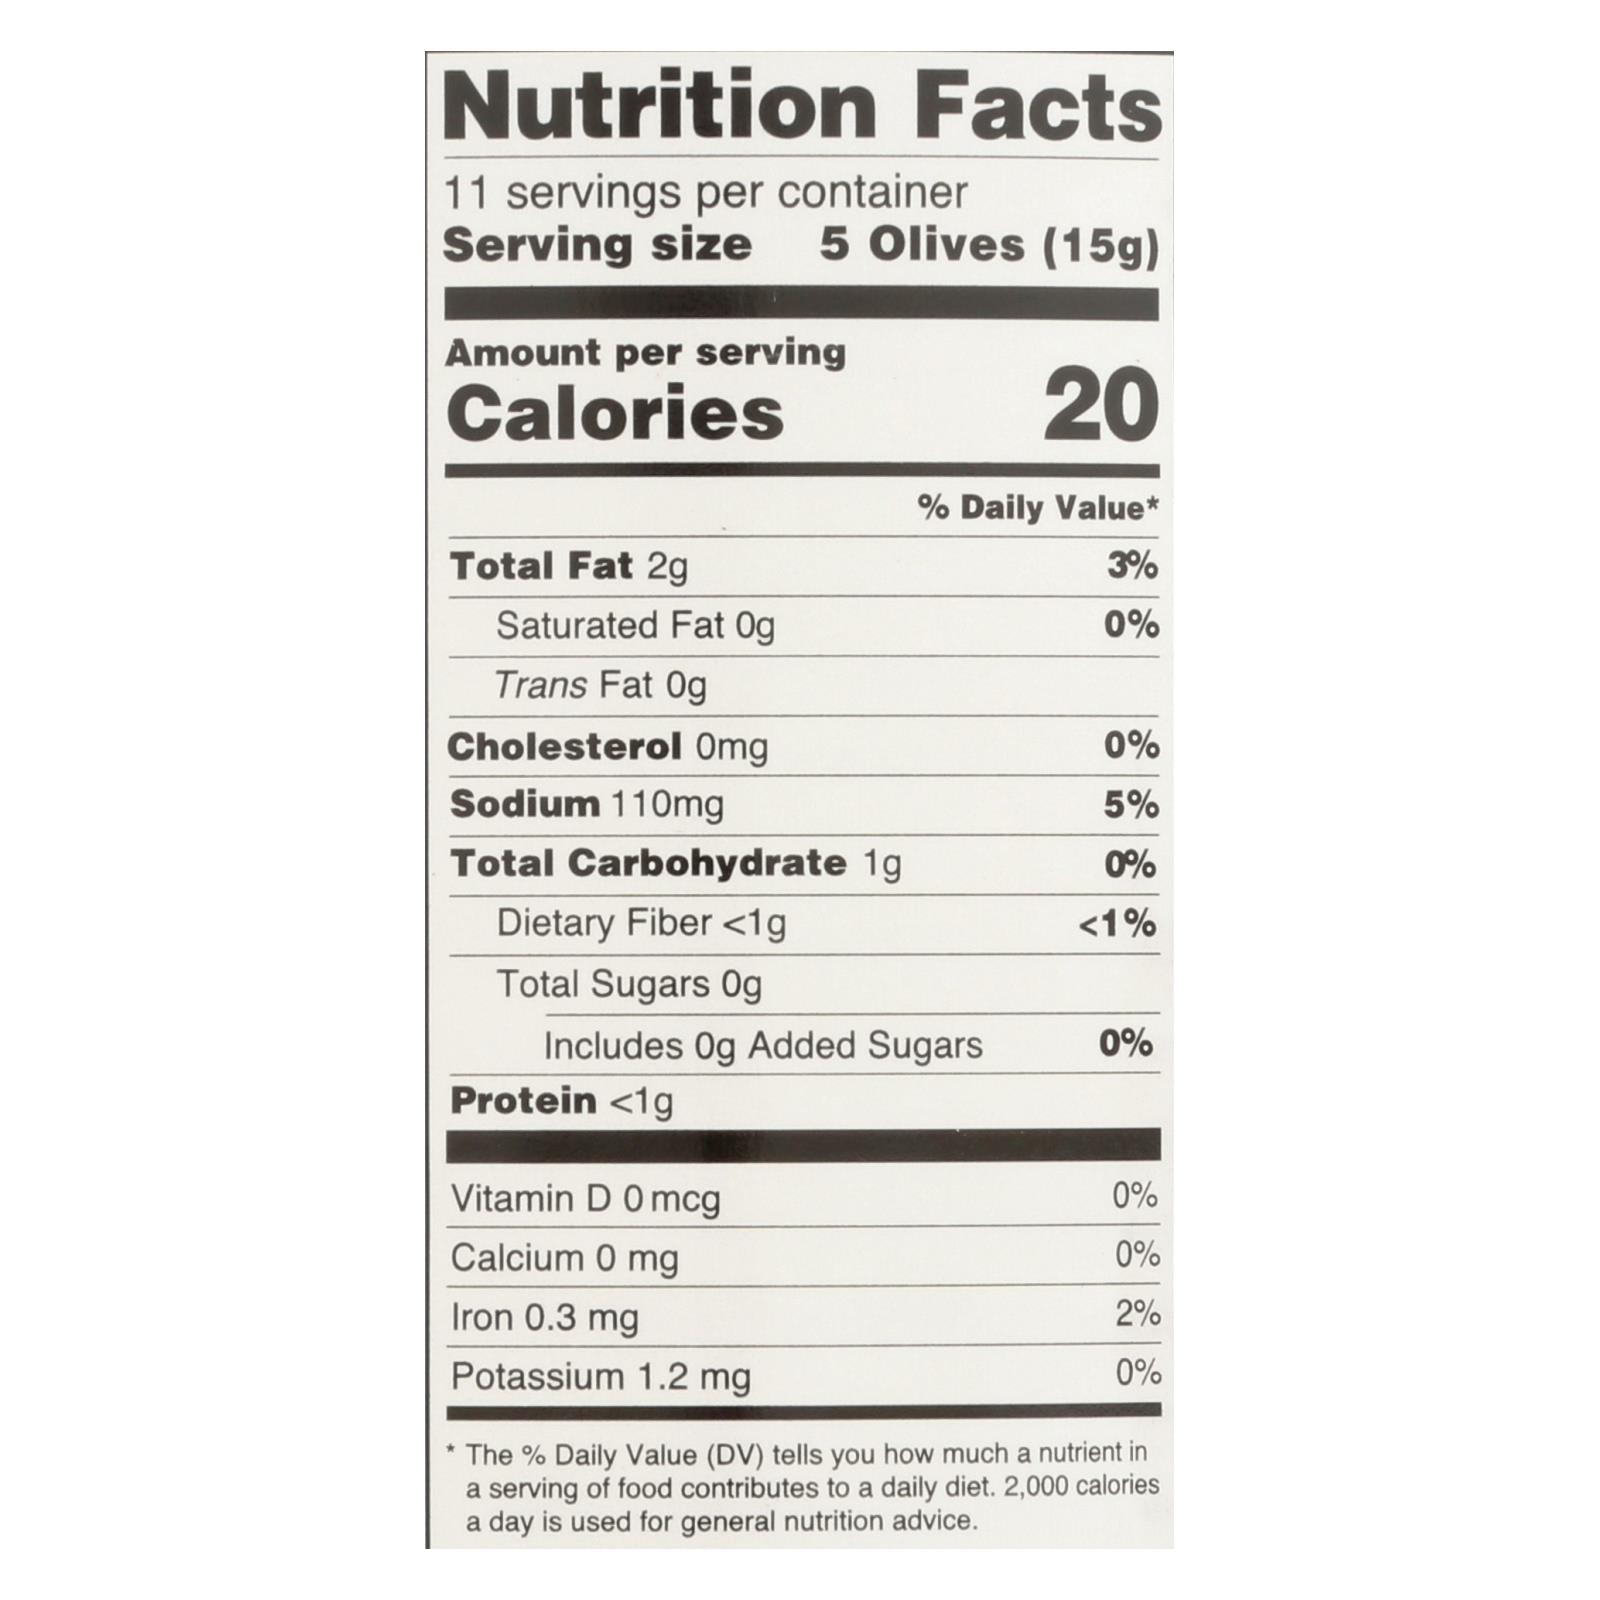 Nutrition Facts
11 servings per container
Serving size 5 Olives (15g)
Amount per serving
Calories 20
% Daily Value*
Total Fat 2g 3%
Saturated Fat 0g 0%
Trans Fat 0g
Cholesterol 0mg 0%
Sodium 110mg 5%
Total Carbohydrate 1g 0%
Dietary Fiber <1g <1%
Total Sugars 0g
Includes 0g Added Sugars 0%
Protein <1g
Vitamin D 0 mcg 0%
Calcium 0 mg 0%
Iron 0.3 mg 2%
Potassium 1.2 mg 0%
* The % Daily Value (DV) tells you how much a nutrient in
a serving of food contributes to a daily diet. 2,000 calories
a day is used for general nutrition advice.